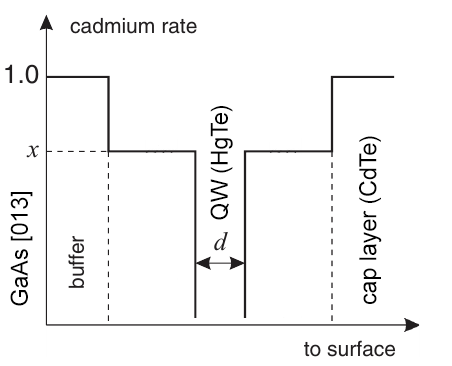 cadmium rate
1.0
x
GaAs [013]
buffer
QW (HgTe)
d
cap layer (CdTe)
to surface